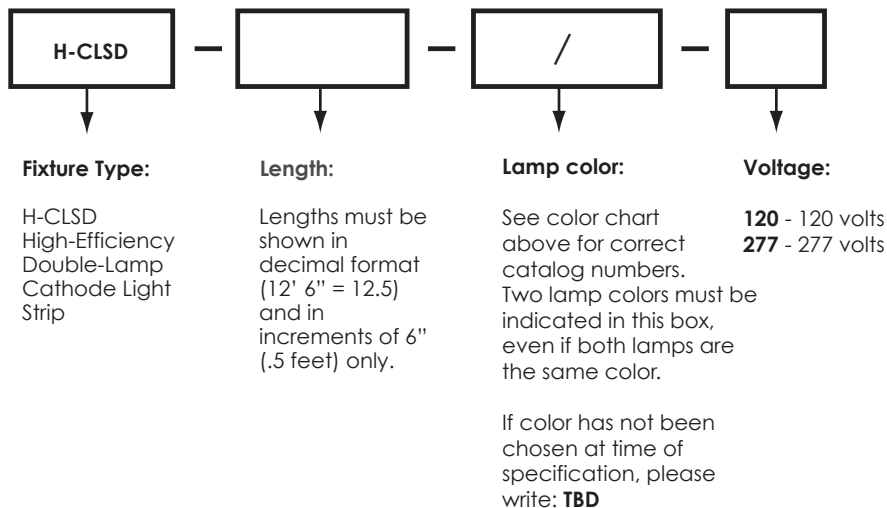 H-CLSD – – / –
Fixture Type:
H-CLSD
High-Efficiency
Double-Lamp
Cathode Light
Strip
Length:
Lengths must be
shown in
decimal format
(12’ 6” = 12.5)
and in
increments of 6”
(.5 feet) only.
Lamp color:
See color chart
above for correct
catalog numbers.
Two lamp colors must be
indicated in this box,
even if both lamps are
the same color.
If color has not been
chosen at time of
specification, please
write: TBD
Voltage:
120 - 120 volts
277 - 277 volts